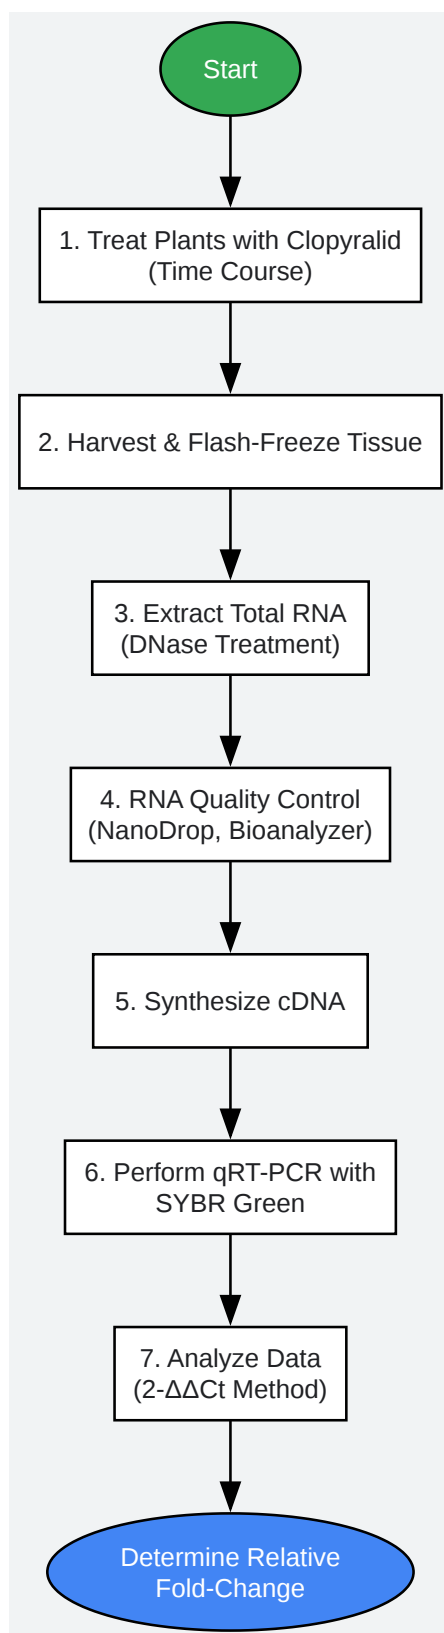 Start
1. Treat Plants with Clopyralid
(Time Course)
2. Harvest & Flash-Freeze Tissue
3. Extract Total RNA
(DNase Treatment)
4. RNA Quality Control
(NanoDrop, Bioanalyzer)
5. Synthesize cDNA
6. Perform qRT-PCR with
SYBR Green
7. Analyze Data
(2-ΔΔCt Method)
Determine Relative
Fold-Change